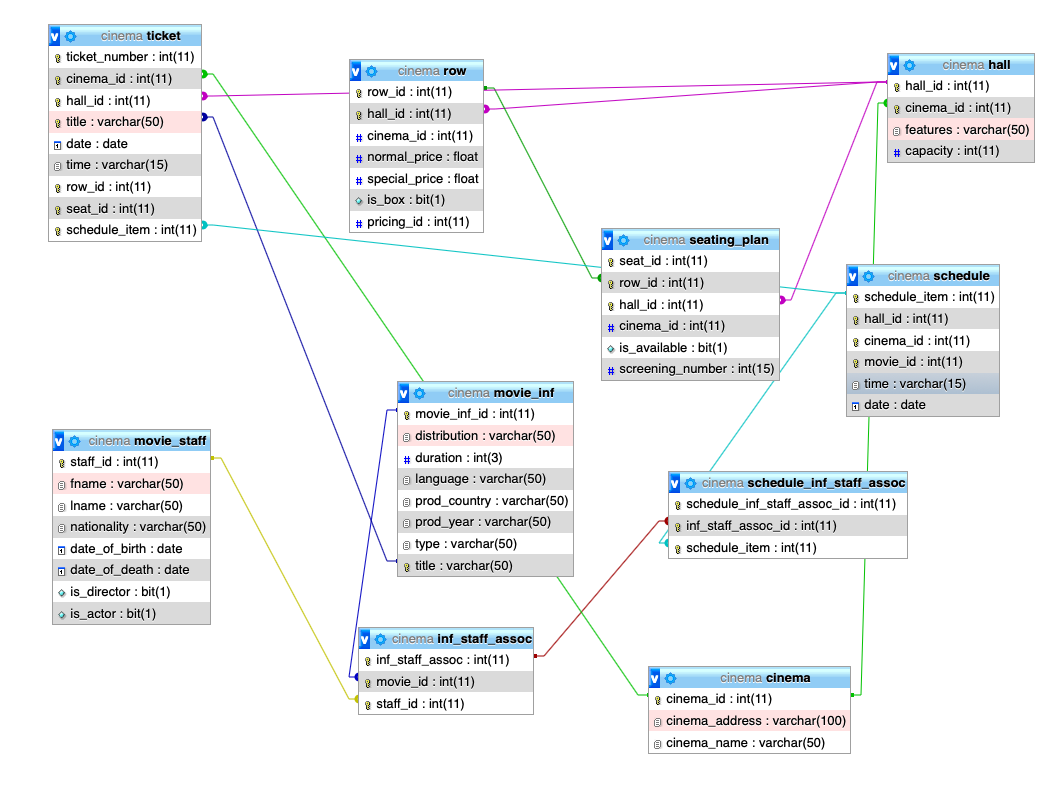 cinema ticket
ticket_number : int(11)
cinema_id : int(11)
hall_id : int(11)
title : varchar(50)
date : date
time : varchar(15)
row_id : int(11)
seat_id : int(11)
schedule_item : int(11)
cinema row
row_id : int(11)
hall_id : int(11)
cinema_id : int(11)
normal_price : float
special_price : float
is_box : bit(1)
pricing_id : int(11)
cinema hall
hall_id : int(11)
cinema_id : int(11)
features : varchar(50)
capacity : int(11)
cinema seating_plan
seat_id : int(11)
row_id : int(11)
hall_id : int(11)
cinema_id : int(11)
is_available : bit(1)
screening_number : int(15)
cinema schedule
schedule_item : int(11)
hall_id : int(11)
cinema_id : int(11)
movie_id : int(11)
time : varchar(15)
date : date
cinema movie_inf
movie_inf_id : int(11)
distribution : varchar(50)
duration : int(3)
language : varchar(50)
prod_country : varchar(50)
prod_year : varchar(50)
type : varchar(50)
title : varchar(50)
cinema movie_staff
staff_id : int(11)
fname : varchar(50)
lname : varchar(50)
nationality : varchar(50)
date_of_birth : date
date_of_death : date
is_director : bit(1)
is_actor : bit(1)
cinema schedule_inf_staff_assoc
schedule_inf_staff_assoc_id : int(11)
inf_staff_assoc_id : int(11)
schedule_item : int(11)
cinema inf_staff_assoc
inf_staff_assoc : int(11)
movie_id : int(11)
staff_id : int(11)
cinema cinema
cinema_id : int(11)
cinema_address : varchar(100)
cinema_name : varchar(50)